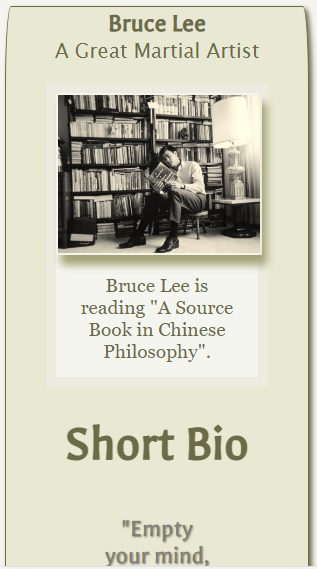 Bruce Lee
A Great Martial Artist
Bruce Lee is
reading "A Source
Book in Chinese
Philosophy".
Short Bio
"Empty
your mind,